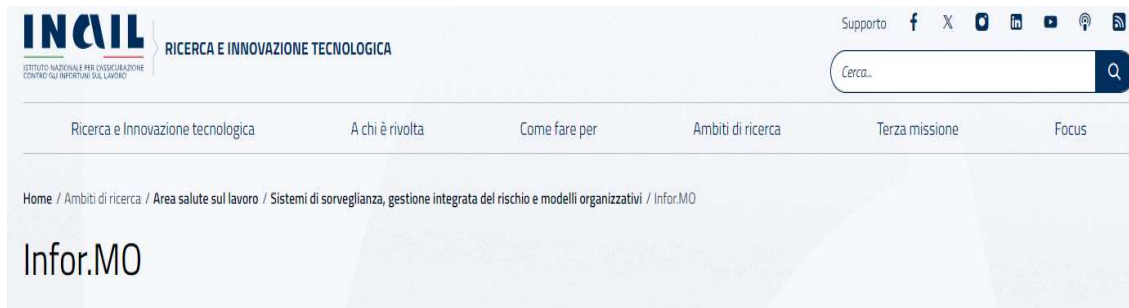 INAIL
ISTITUTO NAZIONALE PER L'ASSICURAZIONE
CONTRO GLI INFORTUNI SUL LAVORO
RICERCA E INNOVAZIONE TECNOLOGICA
Supporto
Cerca...
Ricerca e Innovazione tecnologica A chi è rivolta Come fare per Ambiti di ricerca Terza missione Focus
Home / Ambiti di ricerca / Area salute sul lavoro / Sistemi di sorveglianza, gestione integrata del rischio e modelli organizzativi / Infor.MO
Infor.MO